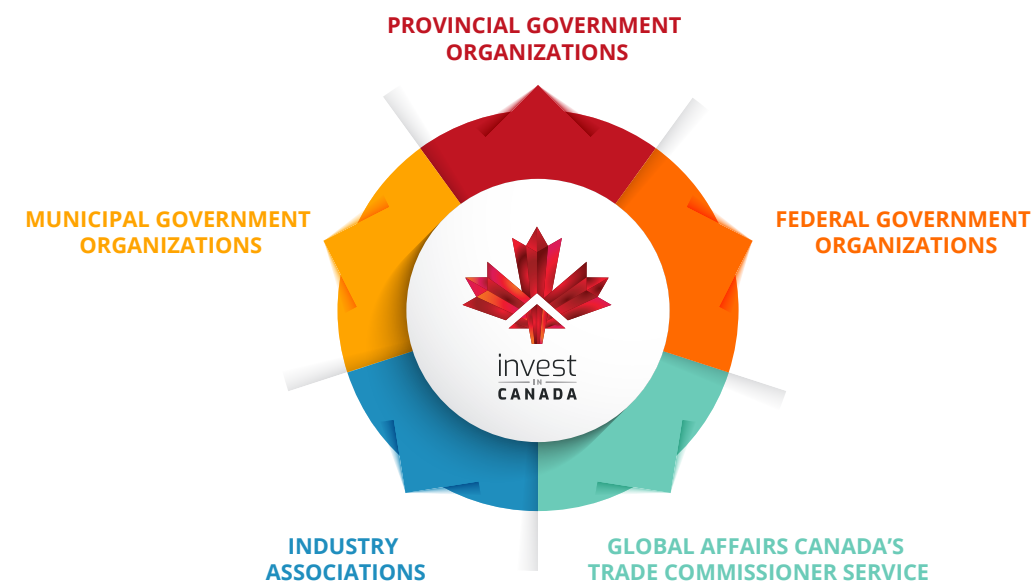 PROVINCIAL GOVERNMENT
ORGANIZATIONS
MUNICIPAL GOVERNMENT
ORGANIZATIONS
FEDERAL GOVERNMENT
ORGANIZATIONS
invest
IN
CANADA
INDUSTRY
ASSOCIATIONS
GLOBAL AFFAIRS CANADA’S
TRADE COMMISSIONER SERVICE